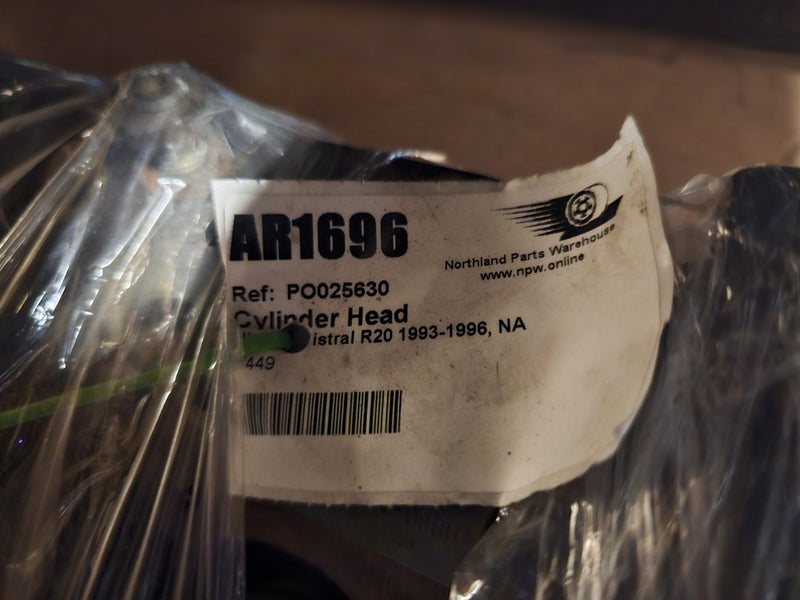 AR1696
Northland Parts Warehouse
www.npw.online
Ref: PO025630
Cylinder Head
istral R20 1993-1996, NA
449